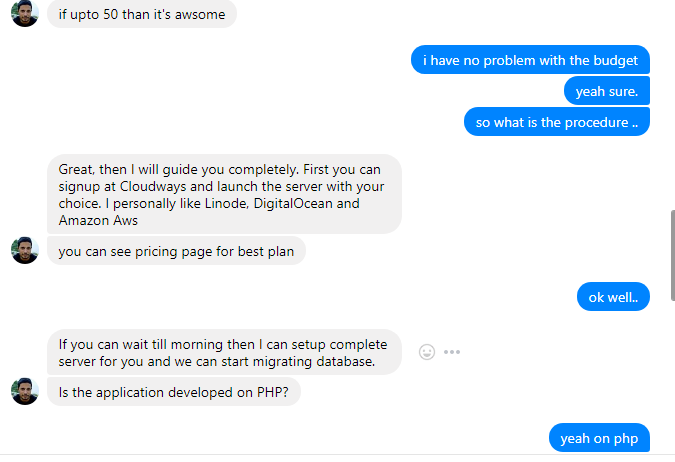 if upto 50 than it's awsome
i have no problem with the budget
yeah sure.
so what is the procedure ..
Great, then I will guide you completely. First you can
signup at Cloudways and launch the server with your
choice. I personally like Linode, DigitalOcean and
Amazon Aws
you can see pricing page for best plan
ok well..
If you can wait till morning then I can setup complete
server for you and we can start migrating database.
Is the application developed on PHP?
yeah on php